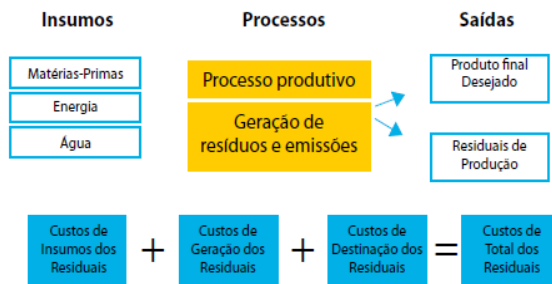 Insumos
Processos
Saídas
Matérias-Primas
Energia
Água
Processo produtivo
Geração de
resíduos e emissões
Produto final
Desejado
Residuais de
Produção
Custos de
Insumos dos
Residuais
+
Custos de
Geração dos
Residuais
+
Custos de
Destinação dos
Residuais
=
Custos de
Total dos
Residuais